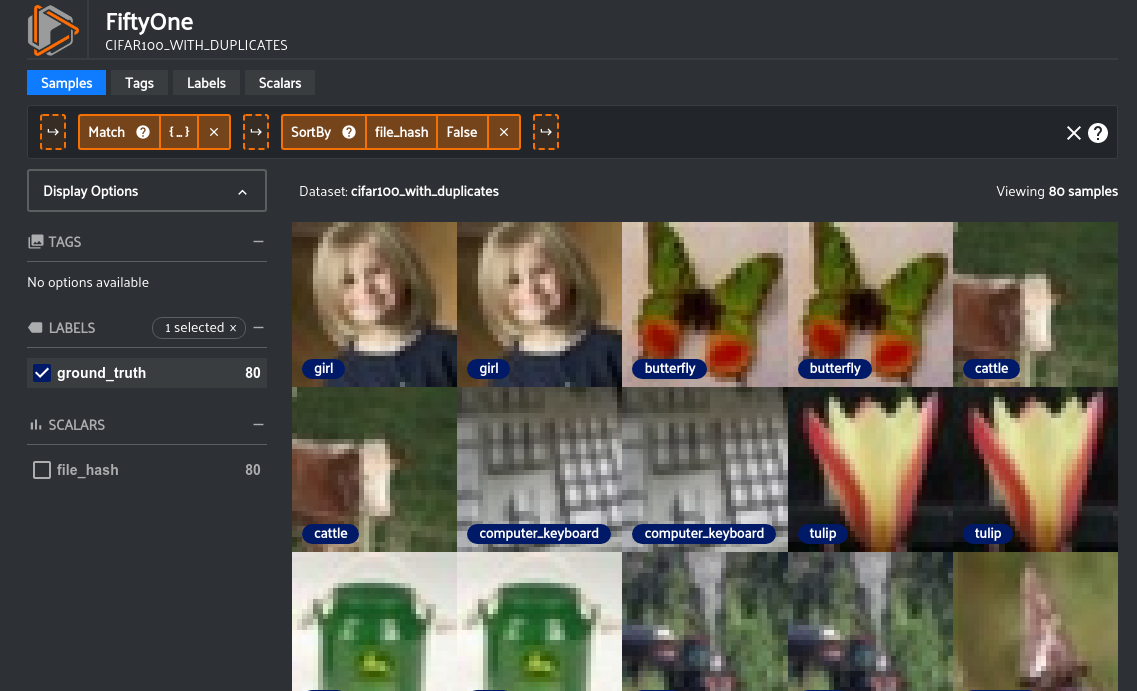 FiftyOne
CIFAR100_WITH_DUPLICATES
Samples Tags Labels Scalars
Match ? {...} × SortBy ? file_hash False × ?
Display Options
Dataset: cifar100_with_duplicates
Viewing 80 samples
TAGS
No options available
LABELS 1 selected ×
ground_truth 80
SCALARS
file_hash 80
girl girl butterfly butterfly cattle
cattle computer_keyboard computer_keyboard tulip tulip